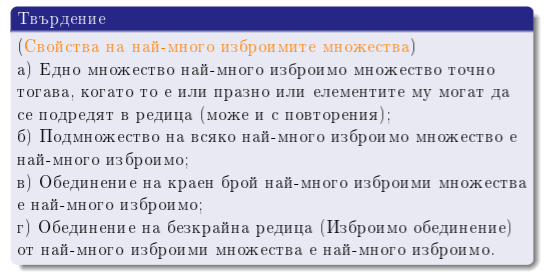 Твърдение
(Свойства на най-много изброимите множества)
а) Едно множество най-много изброимо множество точно
тогава, когато то е или празно или елементите му могат да
се подредят в редица (може и с повторения);
б) Подмножество на всяко най-много изброимо множество е
най-много изброимо;
в) Обединение на краен брой най-много изброими множества
е най-много изброимо;
г) Обединение на безкрайна редица (Изброимо обединение)
от най-много изброими множества е най-много изброимо.